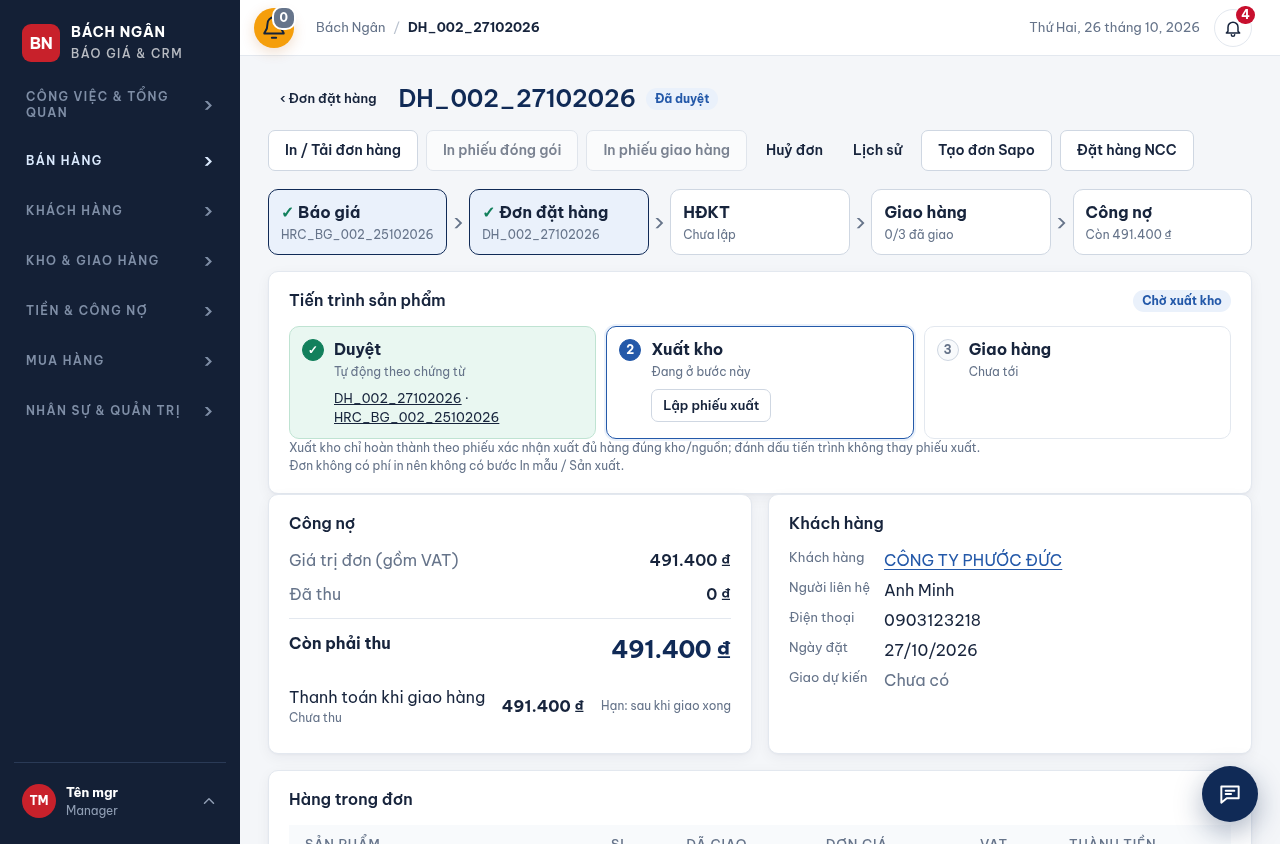 BN
BÁCH NGÂN
BÁO GIÁ & CRM
CÔNG VIỆC & TỔNG QUAN
BÁN HÀNG
KHÁCH HÀNG
KHO & GIAO HÀNG
TIỀN & CÔNG NỢ
MUA HÀNG
NHÂN SỰ & QUẢN TRỊ
TM
Tên mgr
Manager
0
Bách Ngân / DH_002_27102026
Thứ Hai, 26 tháng 10, 2026
4
‹ Đơn đặt hàng
DH_002_27102026
Đã duyệt
In / Tải đơn hàng
In phiếu đóng gói
In phiếu giao hàng
Huỷ đơn
Lịch sử
Tạo đơn Sapo
Đặt hàng NCC
✓ Báo giá
HRC_BG_002_25102026
✓ Đơn đặt hàng
DH_002_27102026
HĐKT
Chưa lập
Giao hàng
0/3 đã giao
Công nợ
Còn 491.400 ₫
Tiến trình sản phẩm
Chờ xuất kho
✓
Duyệt
Tự động theo chứng từ
DH_002_27102026 ·
HRC_BG_002_25102026
2
Xuất kho
Đang ở bước này
Lập phiếu xuất
3
Giao hàng
Chưa tới
Xuất kho chỉ hoàn thành theo phiếu xác nhận xuất đủ hàng đúng kho/nguồn; đánh dấu tiến trình không thay phiếu xuất.
Đơn không có phí in nên không có bước In mẫu / Sản xuất.
Công nợ
Giá trị đơn (gồm VAT) 491.400 ₫
Đã thu 0 ₫
Còn phải thu 491.400 ₫
Thanh toán khi giao hàng
Chưa thu
491.400 ₫
Hạn: sau khi giao xong
Khách hàng
Khách hàng CÔNG TY PHƯỚC ĐỨC
Người liên hệ Anh Minh
Điện thoại 0903123218
Ngày đặt 27/10/2026
Giao dự kiến Chưa có
Hàng trong đơn
SẢN PHẨM SL ĐÃ GIAO ĐƠN GIÁ VAT THÀNH TIỀN